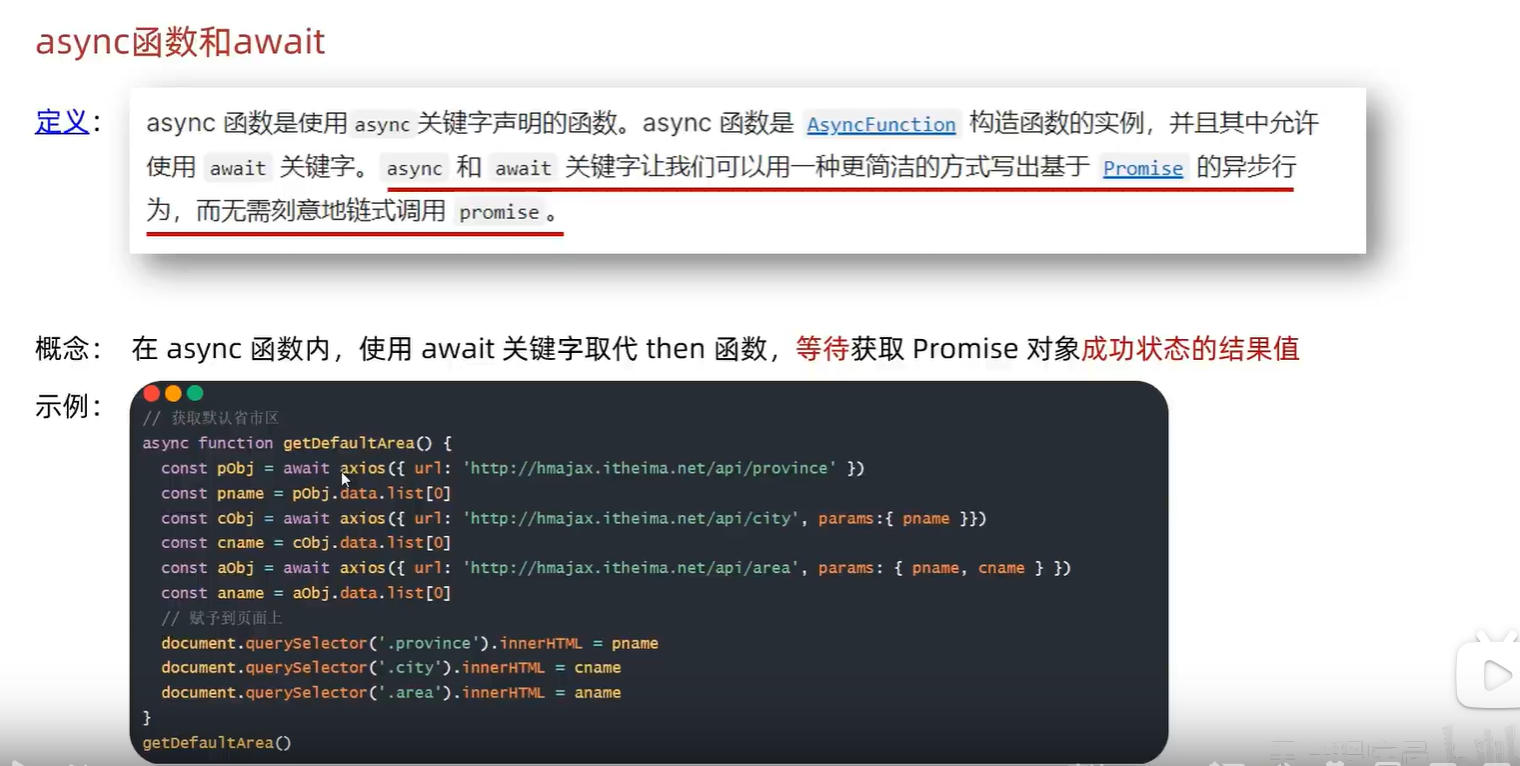 async函数和await
定义：
async 函数是使用 async 关键字声明的函数。async 函数是 AsyncFunction 构造函数的实例，并且其中允许
使用 await 关键字。async 和 await 关键字让我们可以用一种更简洁的方式写出基于 Promise 的异步行
为，而无需刻意地链式调用 promise。
概念： 在 async 函数内，使用 await 关键字取代 then 函数，等待获取 Promise 对象成功状态的结果值
示例：
// 获取默认省市区
async function getDefaultArea() {
  const pObj = await axios({ url: 'http://hmajax.itheima.net/api/province' })
  const pname = pObj.data.list[0]
  const cObj = await axios({ url: 'http://hmajax.itheima.net/api/city', params:{ pname }})
  const cname = cObj.data.list[0]
  const aObj = await axios({ url: 'http://hmajax.itheima.net/api/area', params: { pname, cname } })
  const aname = aObj.data.list[0]
  // 赋予到页面上
  document.querySelector('.province').innerHTML = pname
  document.querySelector('.city').innerHTML = cname
  document.querySelector('.area').innerHTML = aname
}
getDefaultArea()